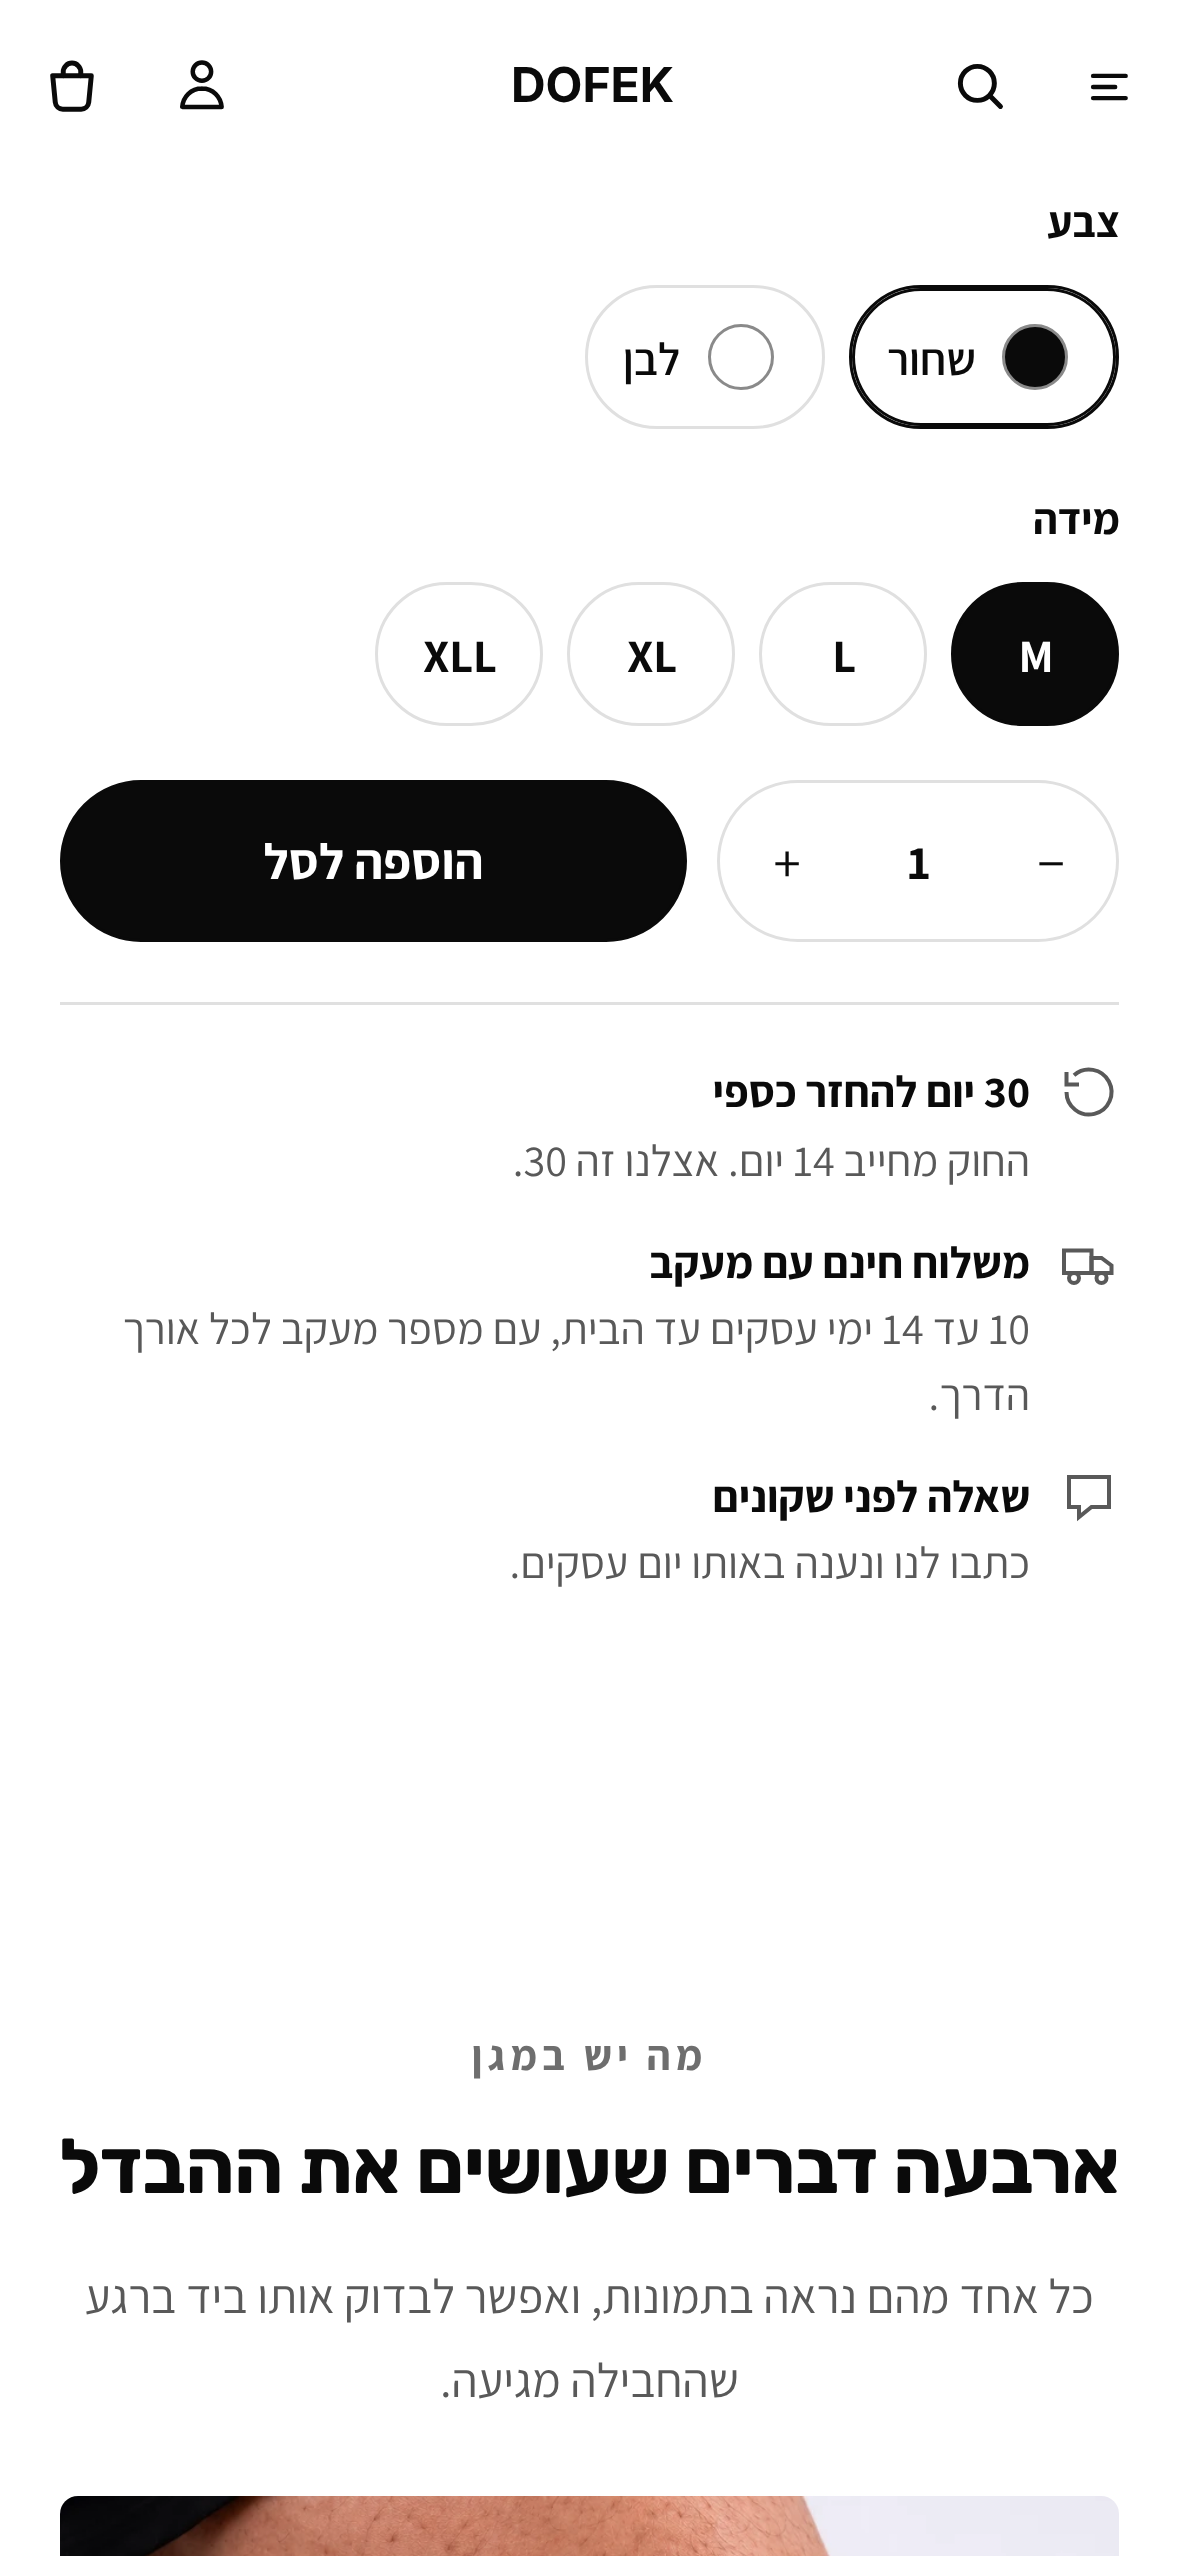 DOFEK
צבע
שחור
לבן
מידה
M
L
XL
XLL
− 1 +
הוספה לסל
30 יום להחזר כספי
החוק מחייב 14 יום. אצלנו זה 30.
משלוח חינם עם מעקב
10 עד 14 ימי עסקים עד הבית, עם מספר מעקב לכל אורך
הדרך.
שאלה לפני שקונים
כתבו לנו ונענה באותו יום עסקים.
מה יש במגן
ארבעה דברים שעושים את ההבדל
כל אחד מהם נראה בתמונות, ואפשר לבדוק אותו ביד ברגע
שהחבילה מגיעה.